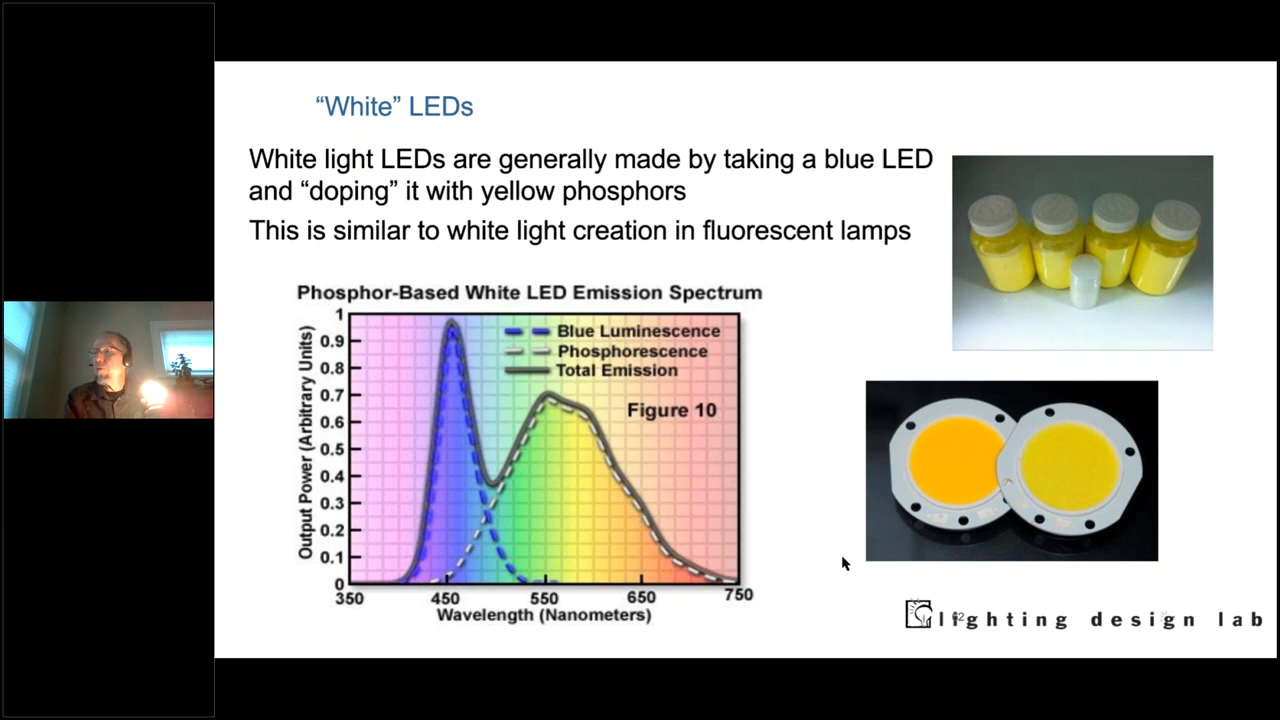 “White” LEDs
White light LEDs are generally made by taking a blue LED
and “doping” it with yellow phosphors
This is similar to white light creation in fluorescent lamps
Phosphor-Based White LED Emission Spectrum
Output Power (Arbitrary Units)
1
0.9
0.8
0.7
0.6
0.5
0.4
0.3
0.2
0.1
0
Blue Luminescence
Phosphorescence
Total Emission
Figure 10
350 450 550 650 750
Wavelength (Nanometers)
62
lighting design lab